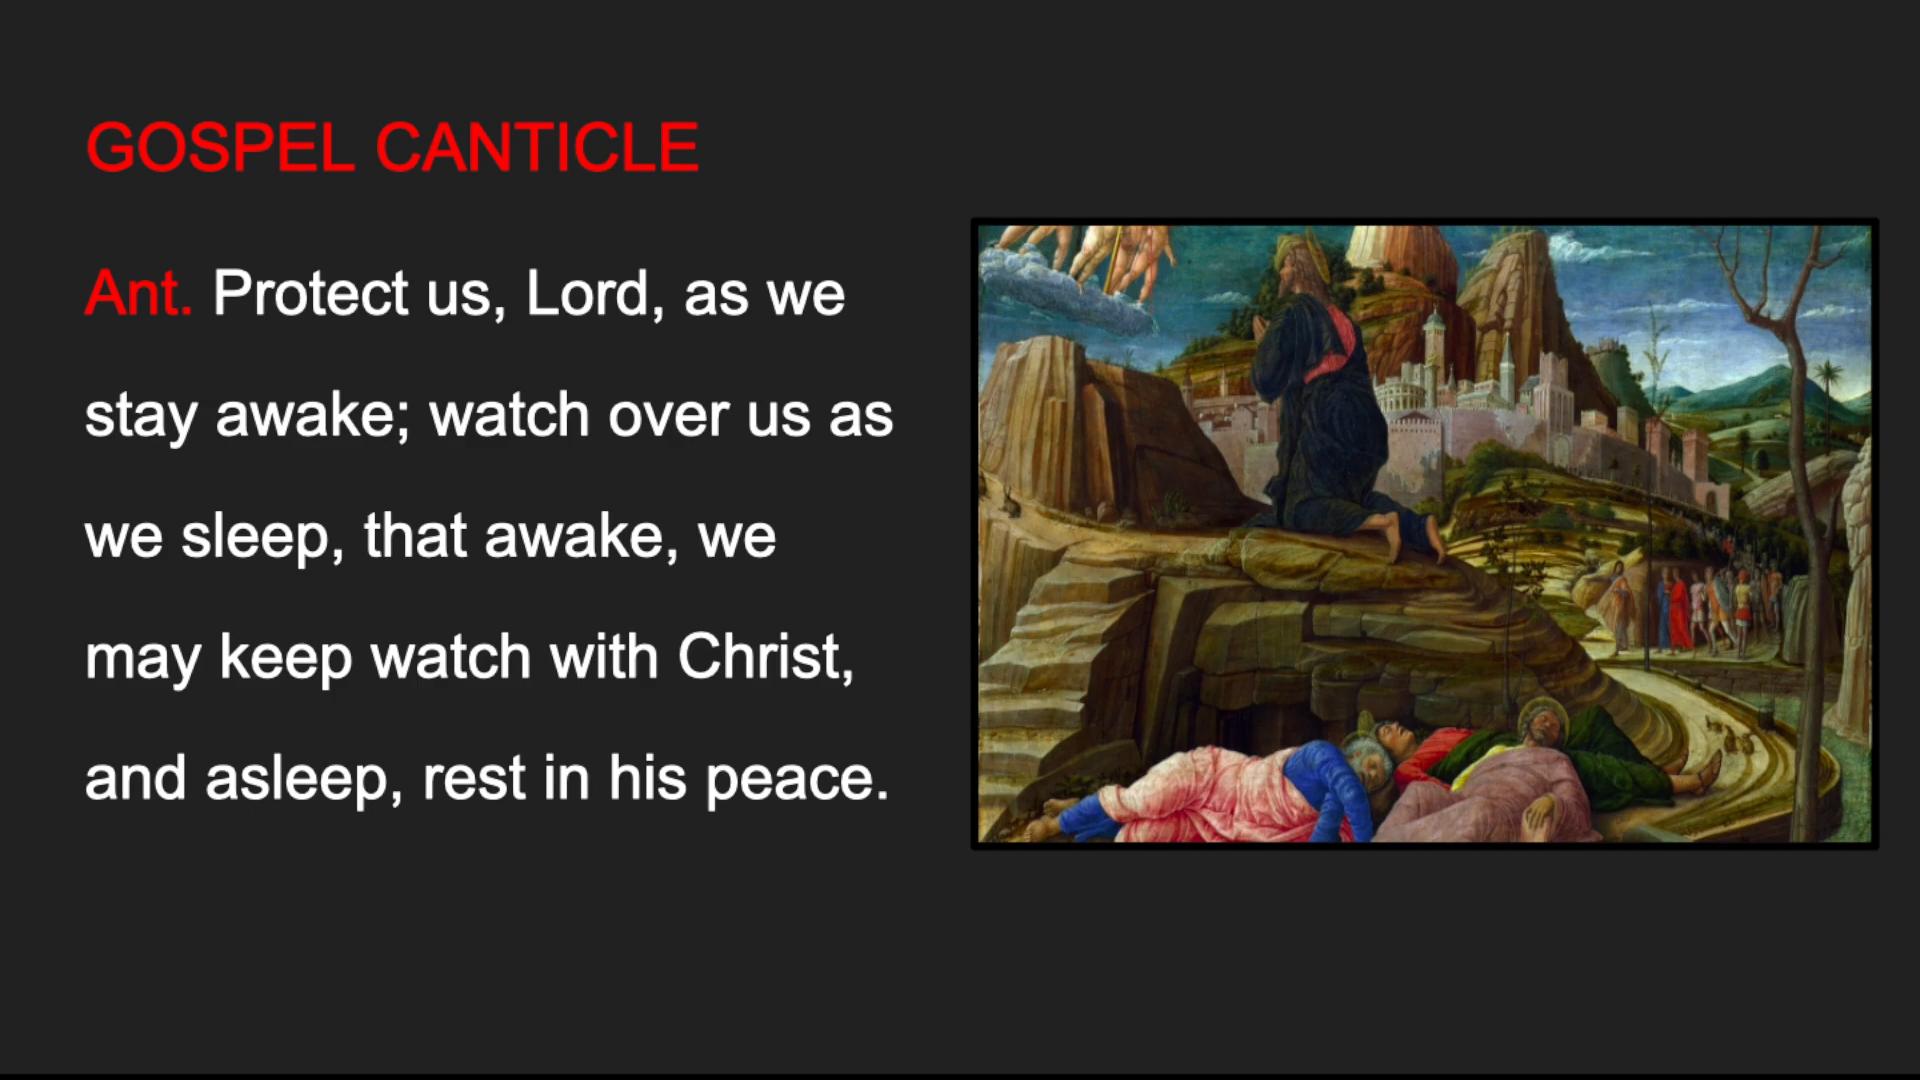 GOSPEL CANTICLE
Ant. Protect us, Lord, as we
stay awake; watch over us as
we sleep, that awake, we
may keep watch with Christ,
and asleep, rest in his peace.